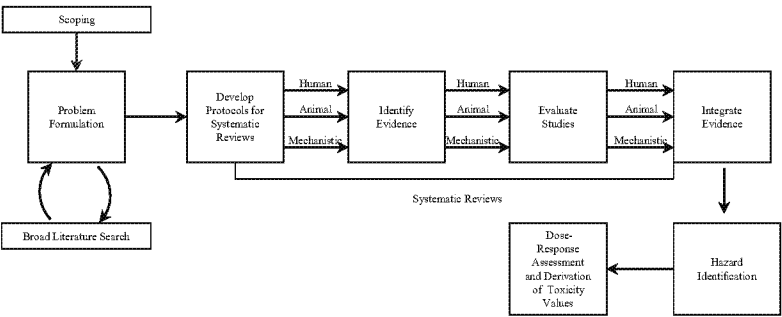 Scoping
Problem
Formulation
Broad Literature Search
Develop
Protocols for
Systematic
Reviews
Human
Animal
Mechanistic
Identify
Evidence
Human
Animal
Mechanistic
Evaluate
Studies
Human
Animal
Mechanistic
Integrate
Evidence
Systematic Reviews
Hazard
Identification
Dose-
Response
Assessment
and Derivation
of Toxicity
Values